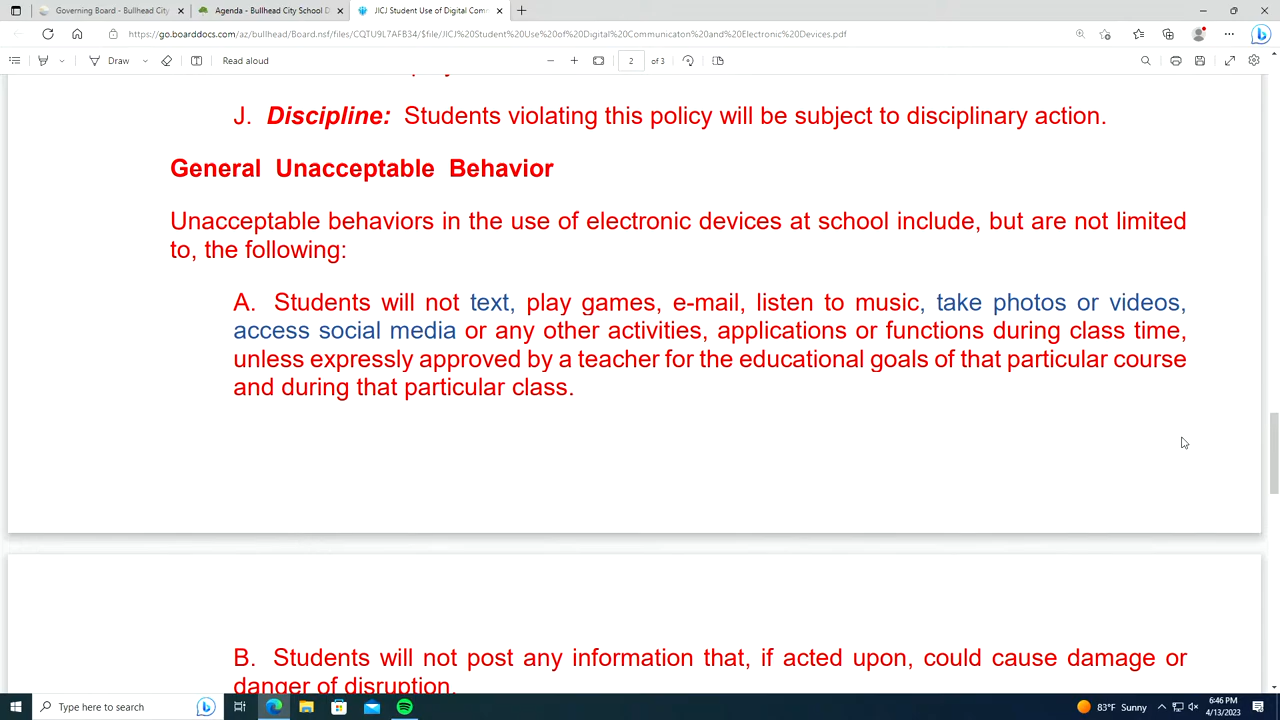 Governing Board - Bullhead City
Agenda - Bullhead City School D
JICJ Student Use of Digital Com
https://go.boarddocs.com/az/bullhead/Board.nsf/files/CQTU9L7AFB34/$file/JICJ%20Student%20Use%20of%20Digital%20Communicaton%20and%20Electronic%20Devices.pdf
Draw
Read aloud
2 of 3
J. Discipline: Students violating this policy will be subject to disciplinary action.
General Unacceptable Behavior
Unacceptable behaviors in the use of electronic devices at school include, but are not limited
to, the following:
A. Students will not text, play games, e-mail, listen to music, take photos or videos,
access social media or any other activities, applications or functions during class time,
unless expressly approved by a teacher for the educational goals of that particular course
and during that particular class.
B. Students will not post any information that, if acted upon, could cause damage or
danger of disruption.
Type here to search
83°F Sunny
6:46 PM
4/13/2023